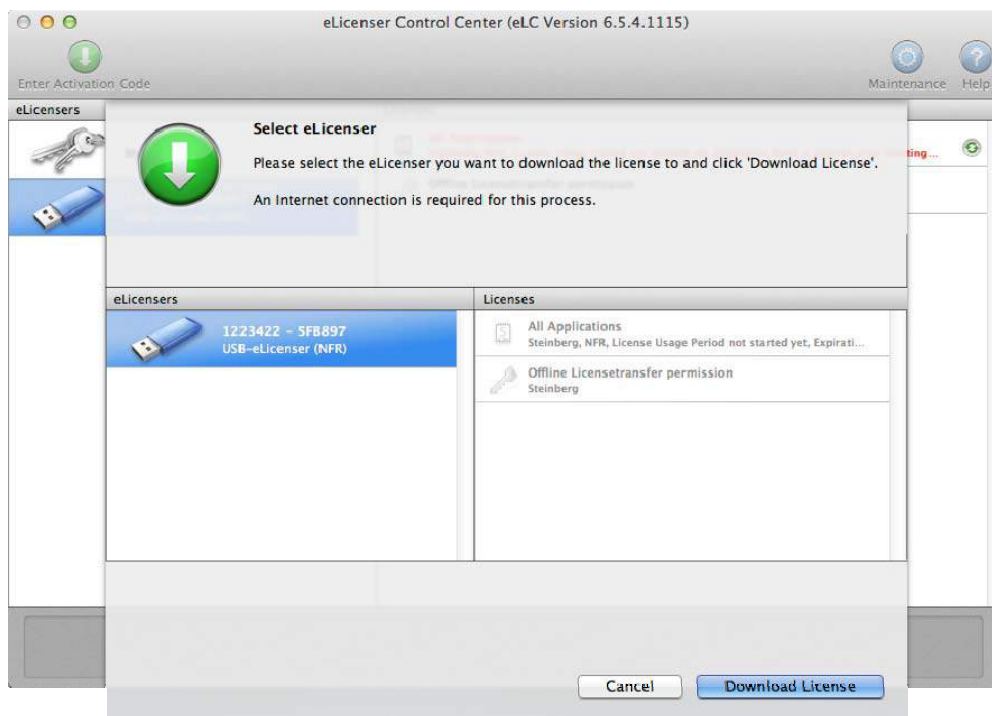 eLicenser Control Center (eLC Version 6.5.4.1115)
Enter Activation Code
Maintenance
Help
eLicensers
Select eLicenser
Please select the eLicenser you want to download the license to and click 'Download License'.
ting...
An Internet connection is required for this process.
eLicensers
Licenses
1223422 – SFB897
USB-eLicenser (NFR)
All Applications
Steinberg, NFR, License Usage Period not started yet, Expirati...
Offline Licensetransfer permission
Steinberg
Cancel
Download License